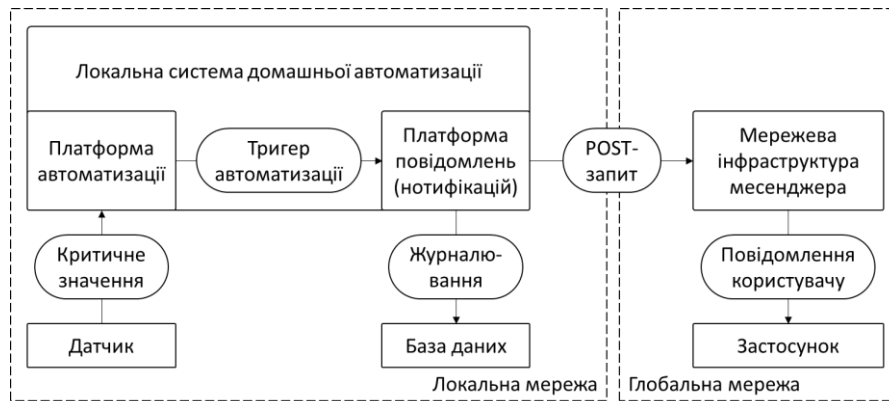 Локальна система домашньої автоматизації
Платформа
автоматизації
Тригер
автоматизації
Платформа
повідомлень
(нотифікацій)
POST-
запит
Мережева
інфраструктура
месенджера
Критичне
значення
Журналю-
вання
Повідомлення
користувачу
Датчик
База даних
Застосунок
Локальна мережа
Глобальна мережа